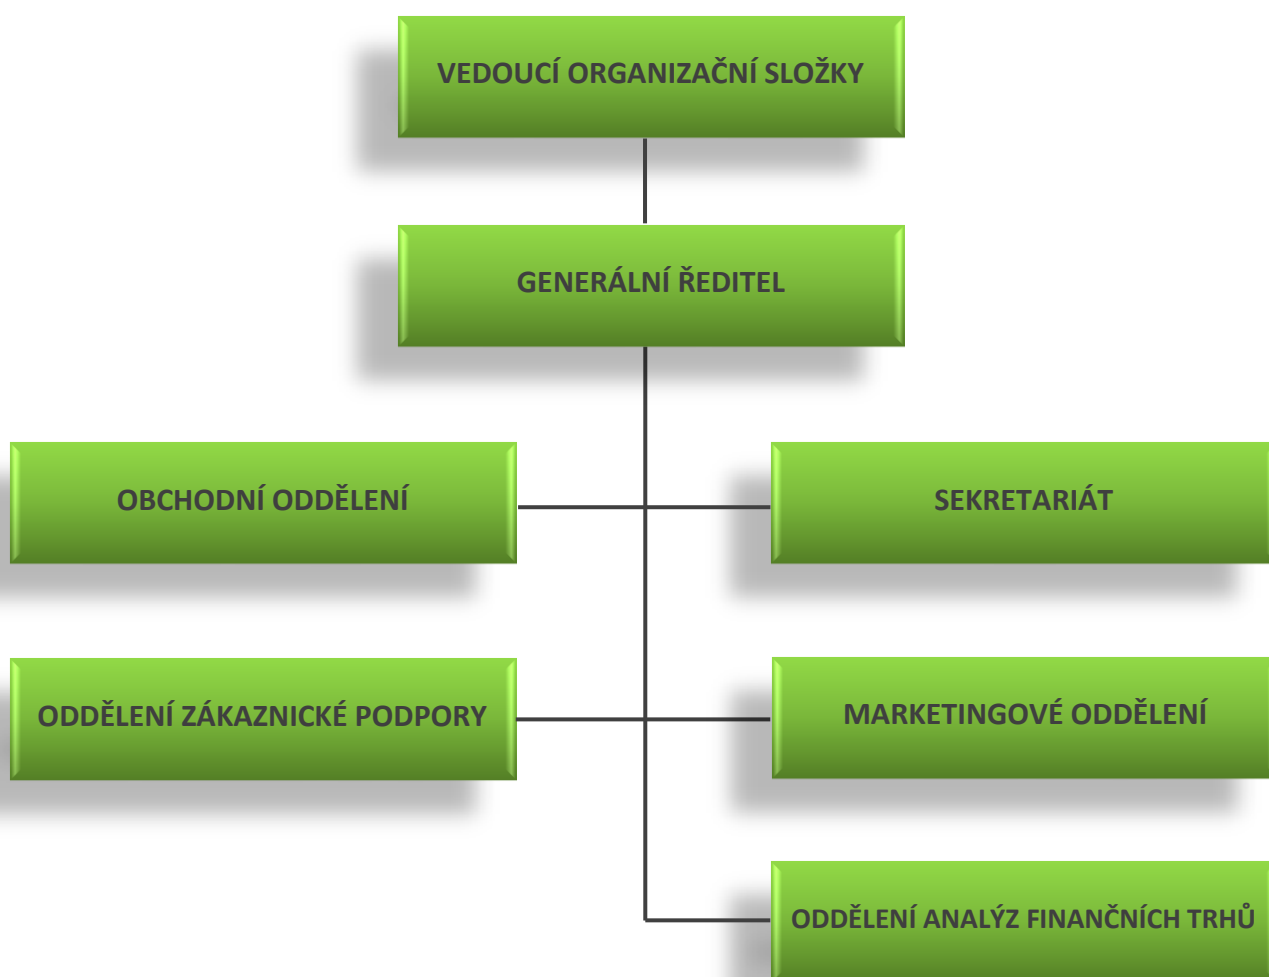 VEDOUCÍ ORGANIZAČNÍ SLOŽKY
GENERÁLNÍ ŘEDITEL
OBCHODNÍ ODDĚLENÍ
SEKRETARIÁT
ODDĚLENÍ ZÁKAZNICKÉ PODPORY
MARKETINGOVÉ ODDĚLENÍ
ODDĚLENÍ ANALÝZ FINANČNÍCH TRHŮ